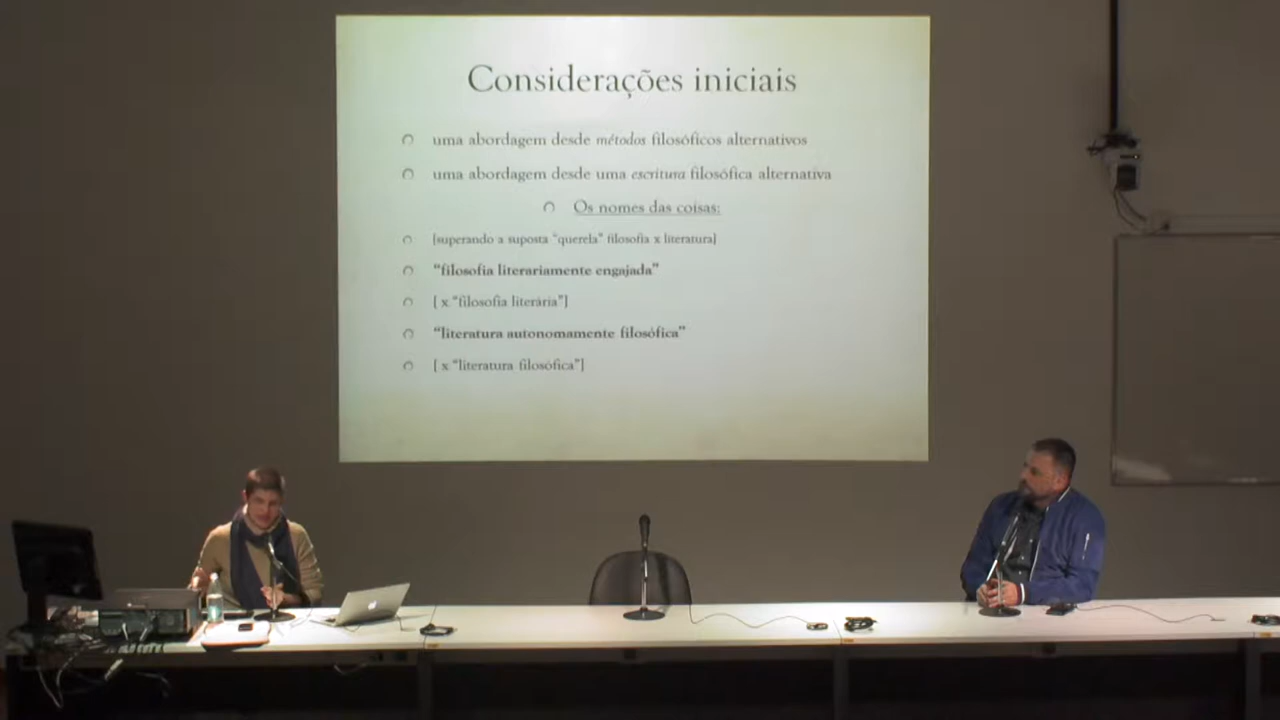 Considerações iniciais
uma abordagem desde métodos filosóficos alternativos
uma abordagem desde uma escritura filosófica alternativa
Os nomes das coisas:
[superando a suposta "querela" filosofia x literatura]
"filosofia literariamente engajada"
[ x "filosofia literária"]
"literatura autonomamente filosófica"
[ x "literatura filosófica"]